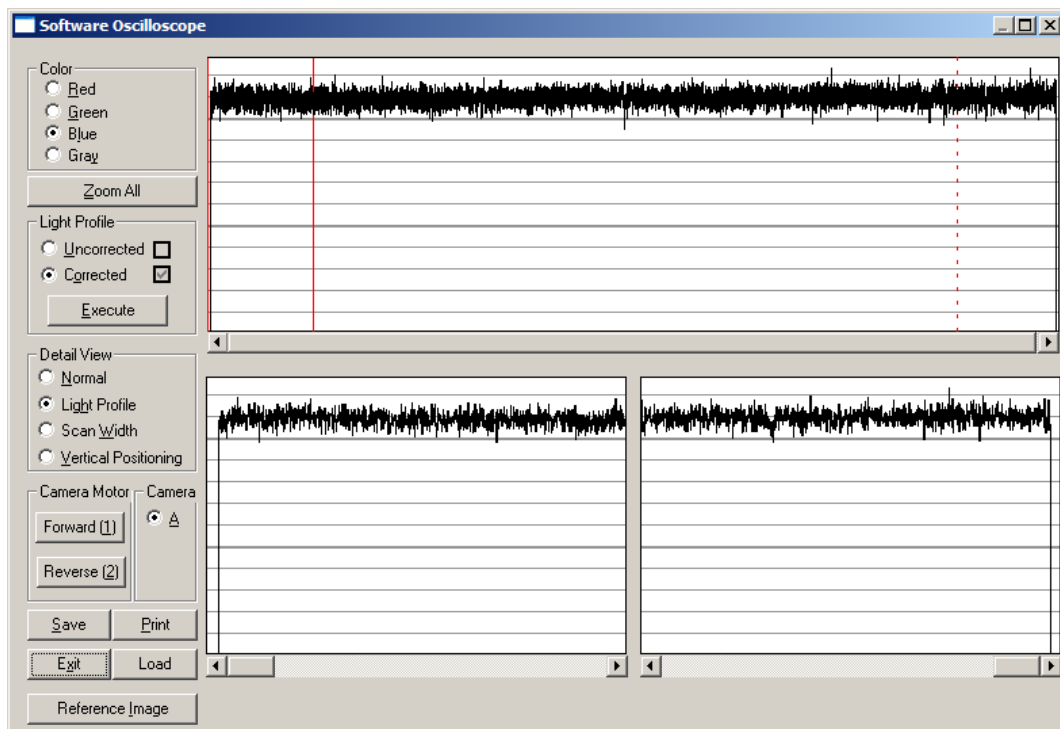 Software Oscilloscope
Color
Red
Green
Blue
Gray
Zoom All
Light Profile
Uncorrected
Corrected
Execute
Detail View
Normal
Light Profile
Scan Width
Vertical Positioning
Camera Motor
Camera
Forward (1)
A
Reverse (2)
Save
Print
Exit
Load
Reference Image